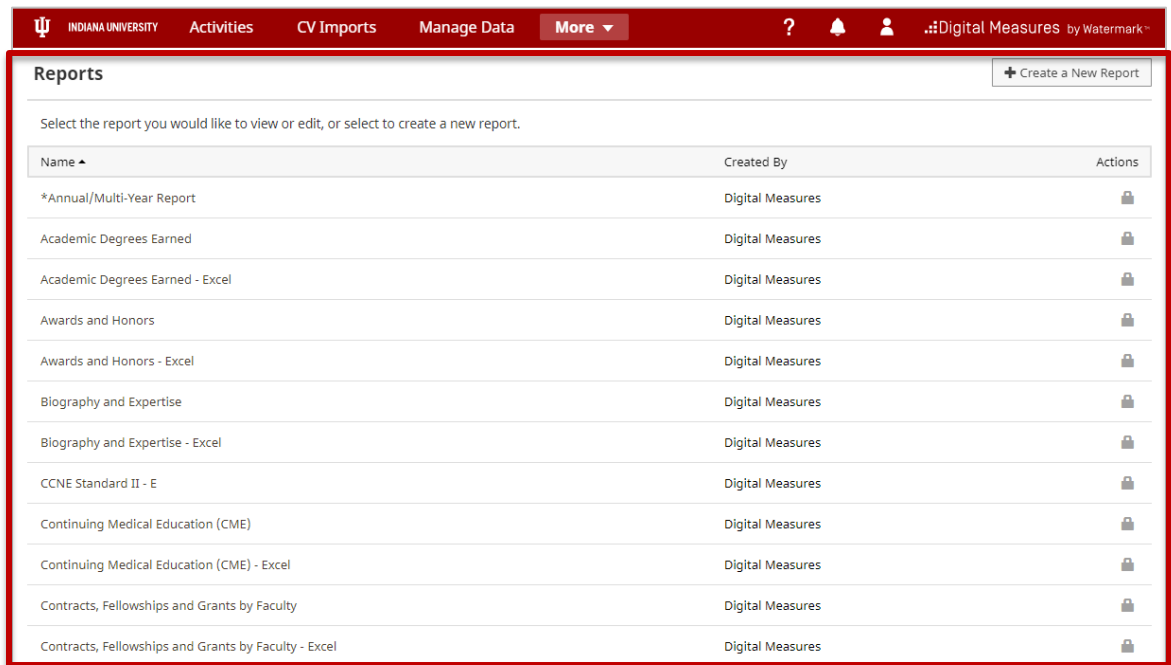 INDIANA UNIVERSITY Activities CV Imports Manage Data More ? Digital Measures by Watermark™
Reports + Create a New Report
Select the report you would like to view or edit, or select to create a new report.
Name Created By Actions
*Annual/Multi-Year Report Digital Measures
Academic Degrees Earned Digital Measures
Academic Degrees Earned - Excel Digital Measures
Awards and Honors Digital Measures
Awards and Honors - Excel Digital Measures
Biography and Expertise Digital Measures
Biography and Expertise - Excel Digital Measures
CCNE Standard II - E Digital Measures
Continuing Medical Education (CME) Digital Measures
Continuing Medical Education (CME) - Excel Digital Measures
Contracts, Fellowships and Grants by Faculty Digital Measures
Contracts, Fellowships and Grants by Faculty - Excel Digital Measures